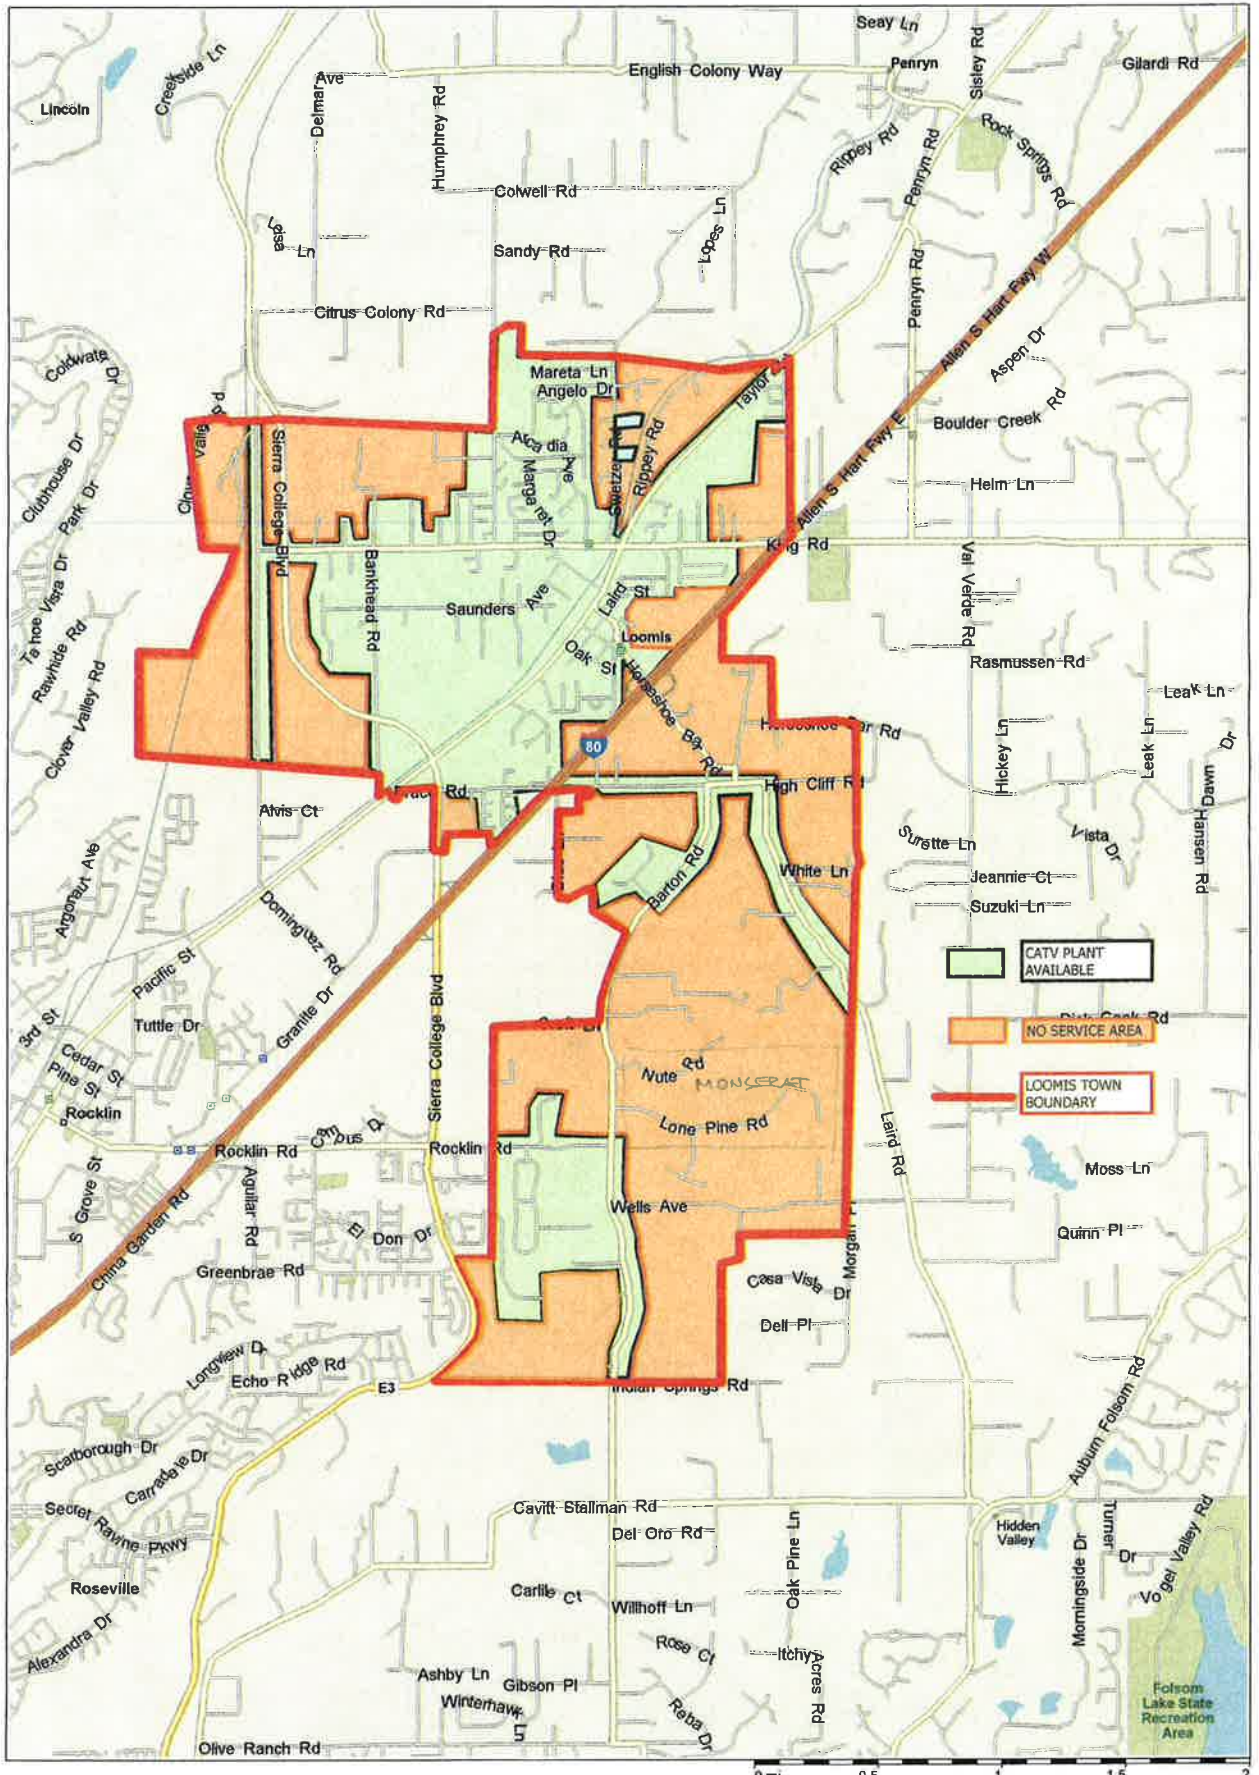 Seay Ln
English Colony Way
Penryn
Sisley Rd
Gilardi Rd
Lincoln
Creekside Ln
Delmar Ave
Humphrey Rd
Rippey Rd
Penryn Rd
Rock Springs Rd
Colwell Rd
Leisa Ln
Sandy Rd
Lopes Ln
Penryn Rd
Allen S Hart Fwy W
Citrus Colony Rd
Aspen Dr
Coldwate Dr
Mareta Ln
Angelo Dr
Taylor
Allen S Hart Fwy E
Boulder Creek Rd
Clubhouse Dr
Park Dr
Sierra College Blvd
Margaret Dr
Rippey Rd
Helm Ln
King Rd
Bankhead Rd
Val Verde Rd
Rawhide Rd
Saunders Ave
Laird St
Loomis
Oak St
Rasmussen Rd
Clover Valley Rd
Leak Ln
Horseshoe Bar Rd
Hickey Ln
Leak Ln
80
High Cliff Rd
Dawn Dr
Alvis Ct
Hansen Rd
Vista Dr
Surette Ln
Argonaut Ave
Barton Rd
White Ln
Jeannie Ct
Suzuki Ln
Dominguez Rd
CATV PLANT
AVAILABLE
Pacific St
Sierra College Blvd
3rd St
Tuttle Dr
Granite Dr
NO SERVICE AREA
Cedar St
Pine St
Nute Rd
MONSERAT
LOOMIS TOWN
BOUNDARY
Rocklin
Lone Pine Rd
Campus Dr
Rocklin Rd
Rocklin Rd
Laird Rd
Moss Ln
S Grove St
Aguilar Rd
China Garden Rd
Wells Ave
El Don Dr
Quinn Pl
Greenbrae Rd
Casa Vista Dr
Dell Pl
Longview D
Echo Ridge Rd
E3
Indian Springs Rd
Scarborough Dr
Auburn Folsom Rd
Secret Ravine Pkwy
Cavitt Stallman Rd
Del Oro Rd
Oak Pine Ln
Hidden
Valley
Turner Dr
Morningside Dr
Vogel Valley Rd
Roseville
Carlile Ct
Willhoff Ln
Alexandra Dr
Rose Ct
Itchy Acres Rd
Ashby Ln
Gibson Pl
Winterhawk Ln
Reba Dr
Folsom
Lake State
Recreation
Area
Olive Ranch Rd